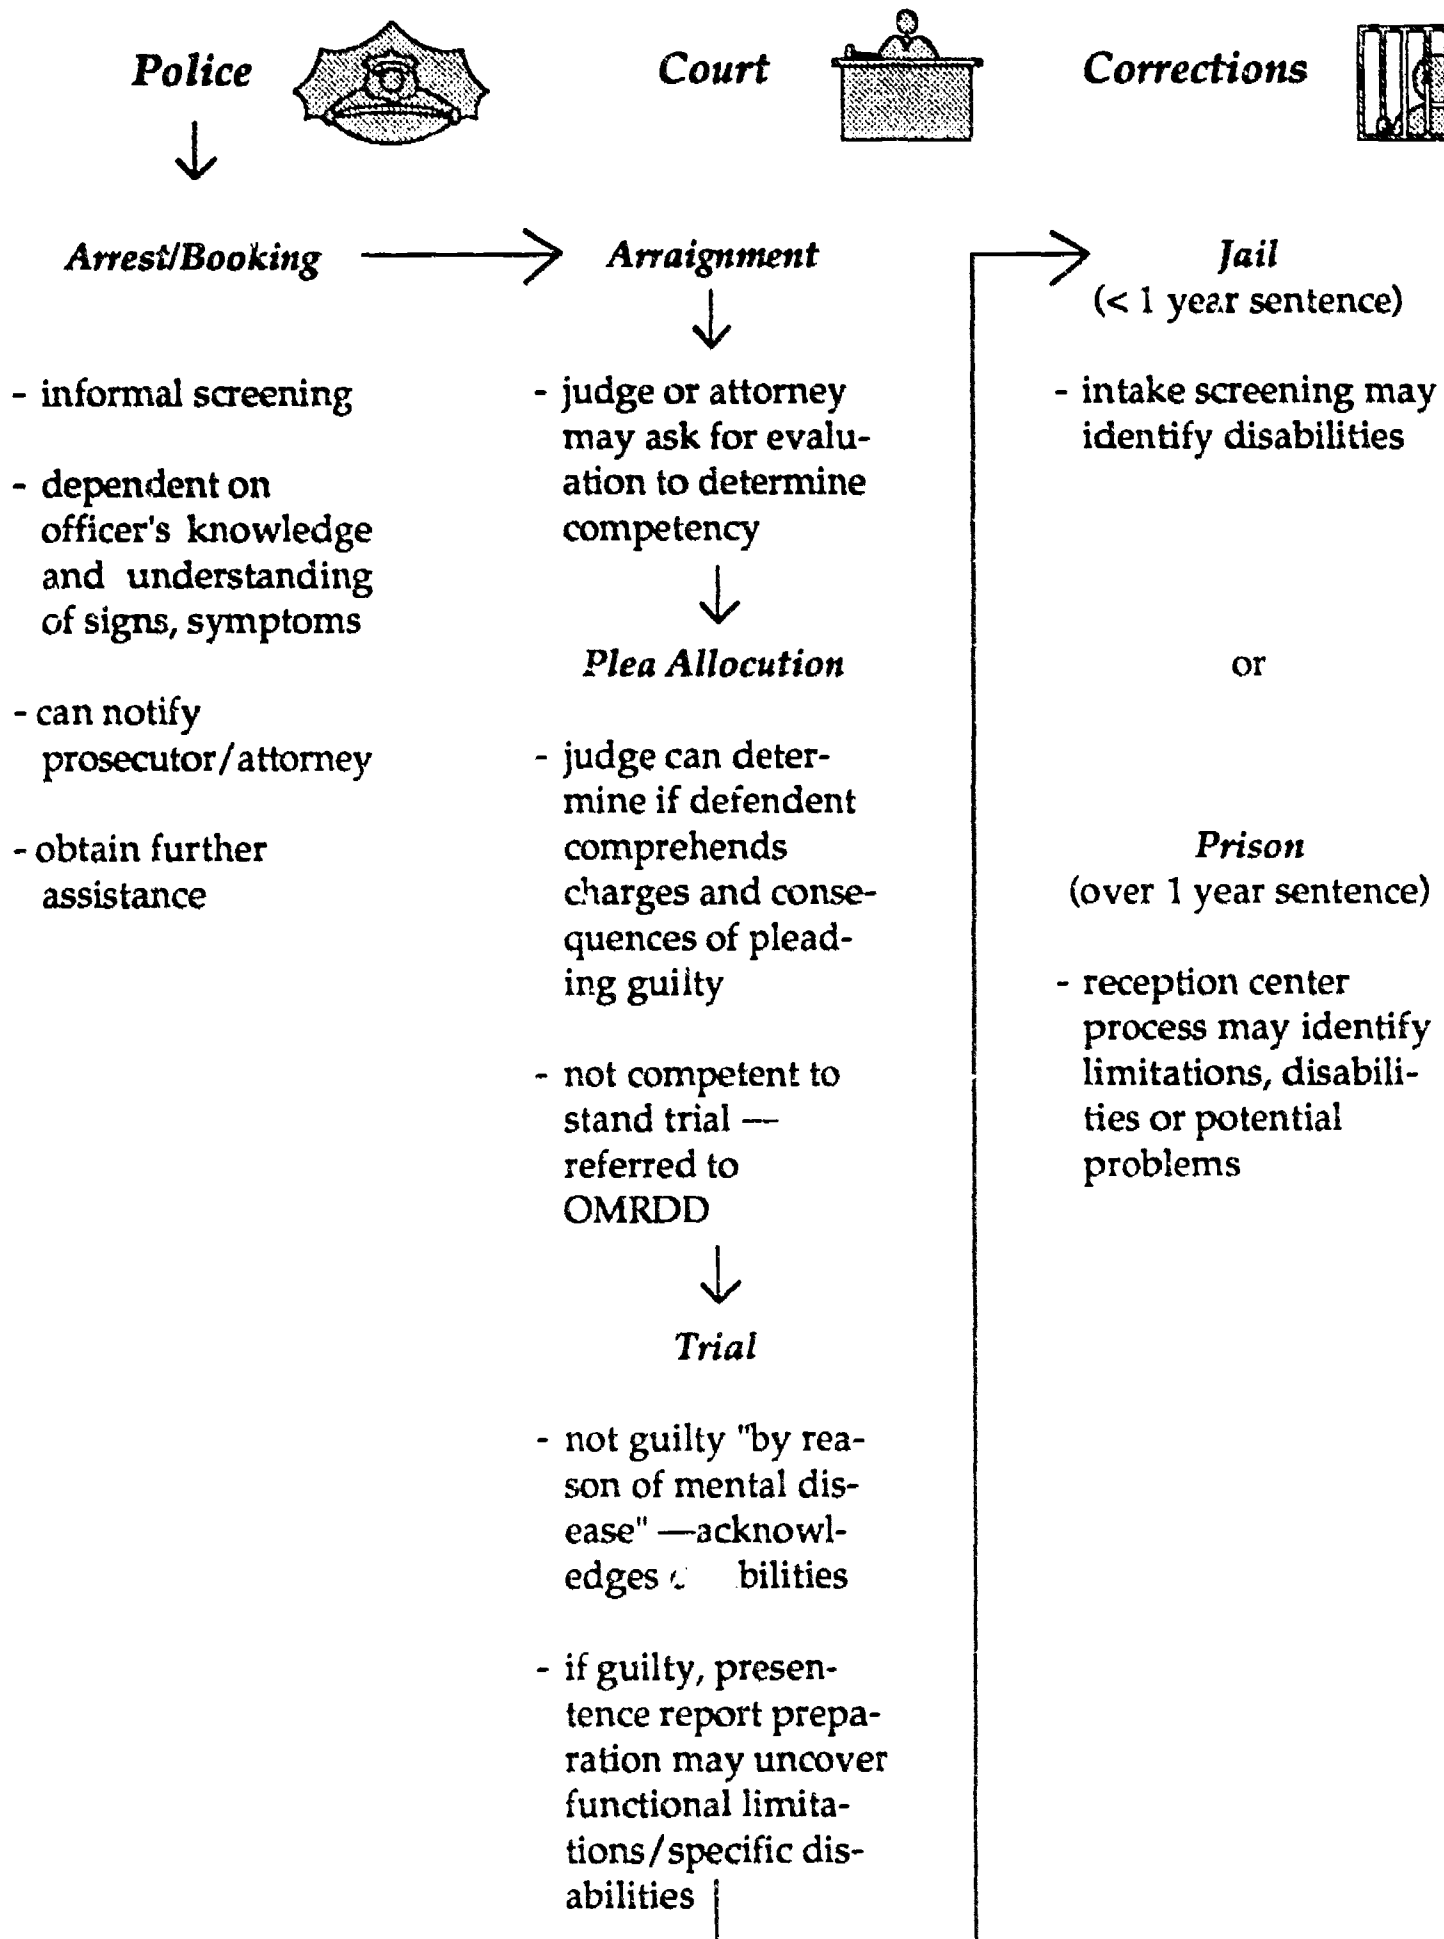 Police
Court
Corrections
Arrest/Booking
- informal screening
- dependent on
officer's knowledge
and understanding
of signs, symptoms
- can notify
prosecutor/attorney
- obtain further
assistance
Arraignment
- judge or attorney
may ask for evalu-
ation to determine
competency
Plea Allocution
- judge can deter-
mine if defendent
comprehends
charges and conse-
quences of plead-
ing guilty
- not competent to
stand trial —
referred to
OMRDD
Trial
- not guilty "by rea-
son of mental dis-
ease" —acknowl-
edges bilities
- if guilty, presen-
tence report prepa-
ration may uncover
functional limita-
tions/specific dis-
abilities
Jail
(< 1 year sentence)
- intake screening may
identify disabilities
or
Prison
(over 1 year sentence)
- reception center
process may identify
limitations, disabili-
ties or potential
problems